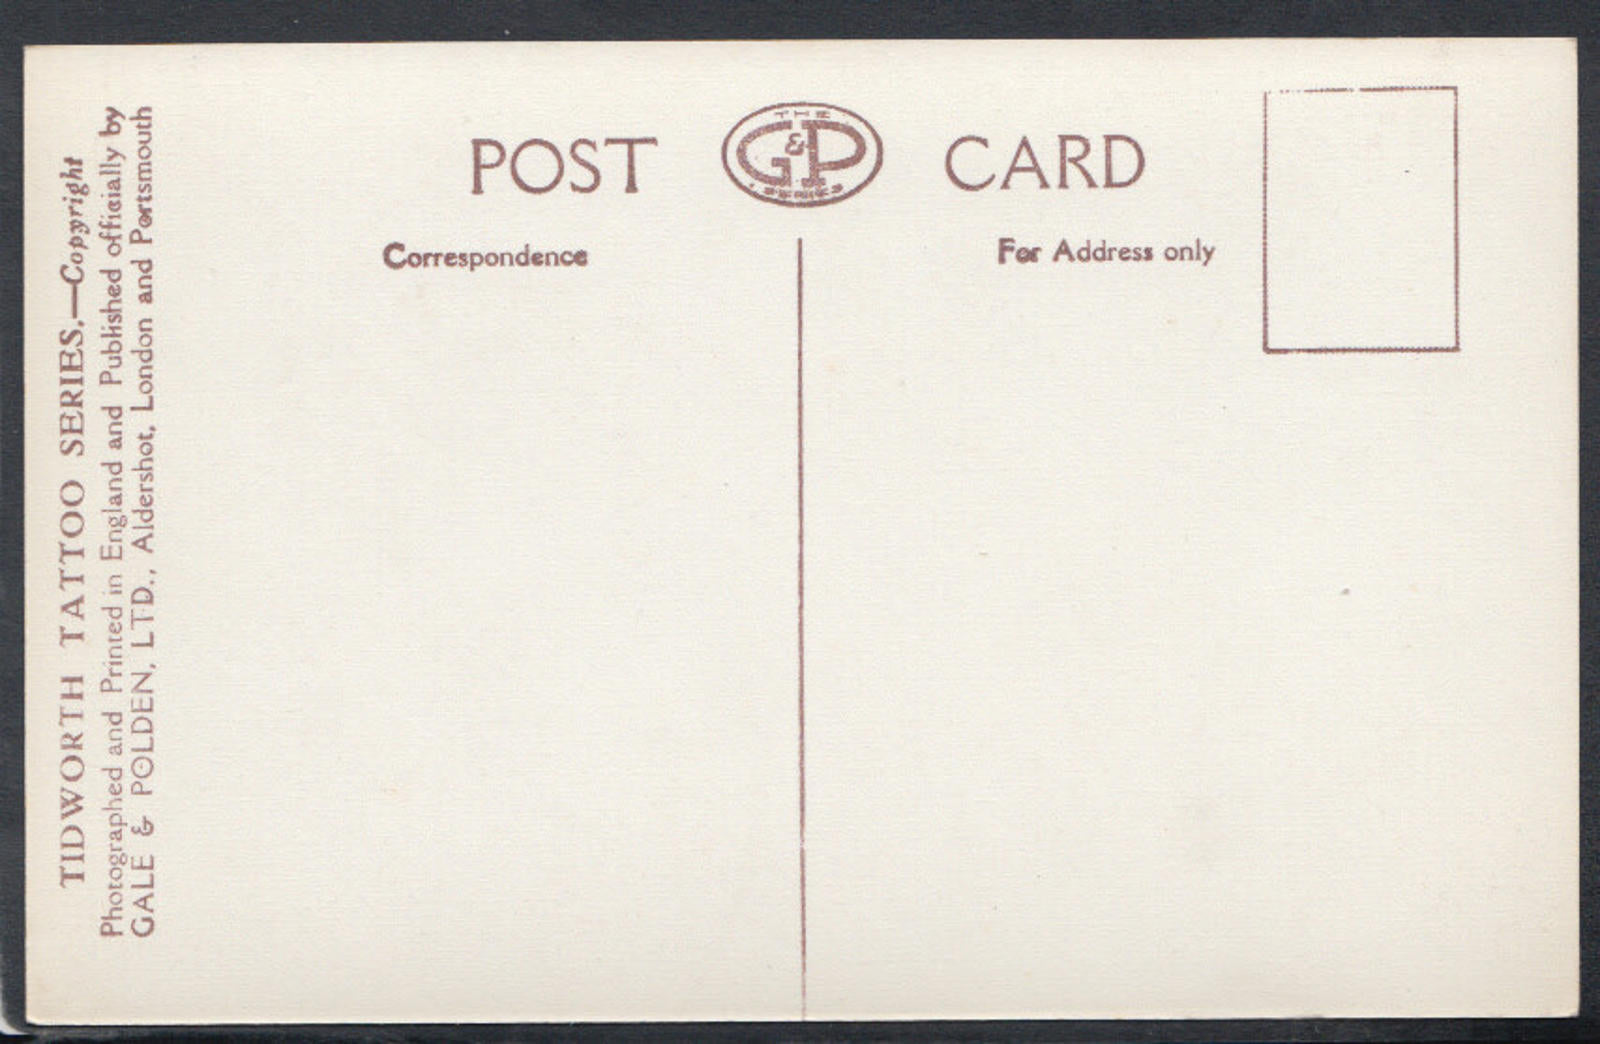 POST CARD
THE
G&P
SERIES
Correspondence
For Address only
TIDWORTH TATTOO SERIES.—Copyright
Photographed and Printed in England and Published officially by
GALE & POLDEN, LTD., Aldershot, London and Portsmouth